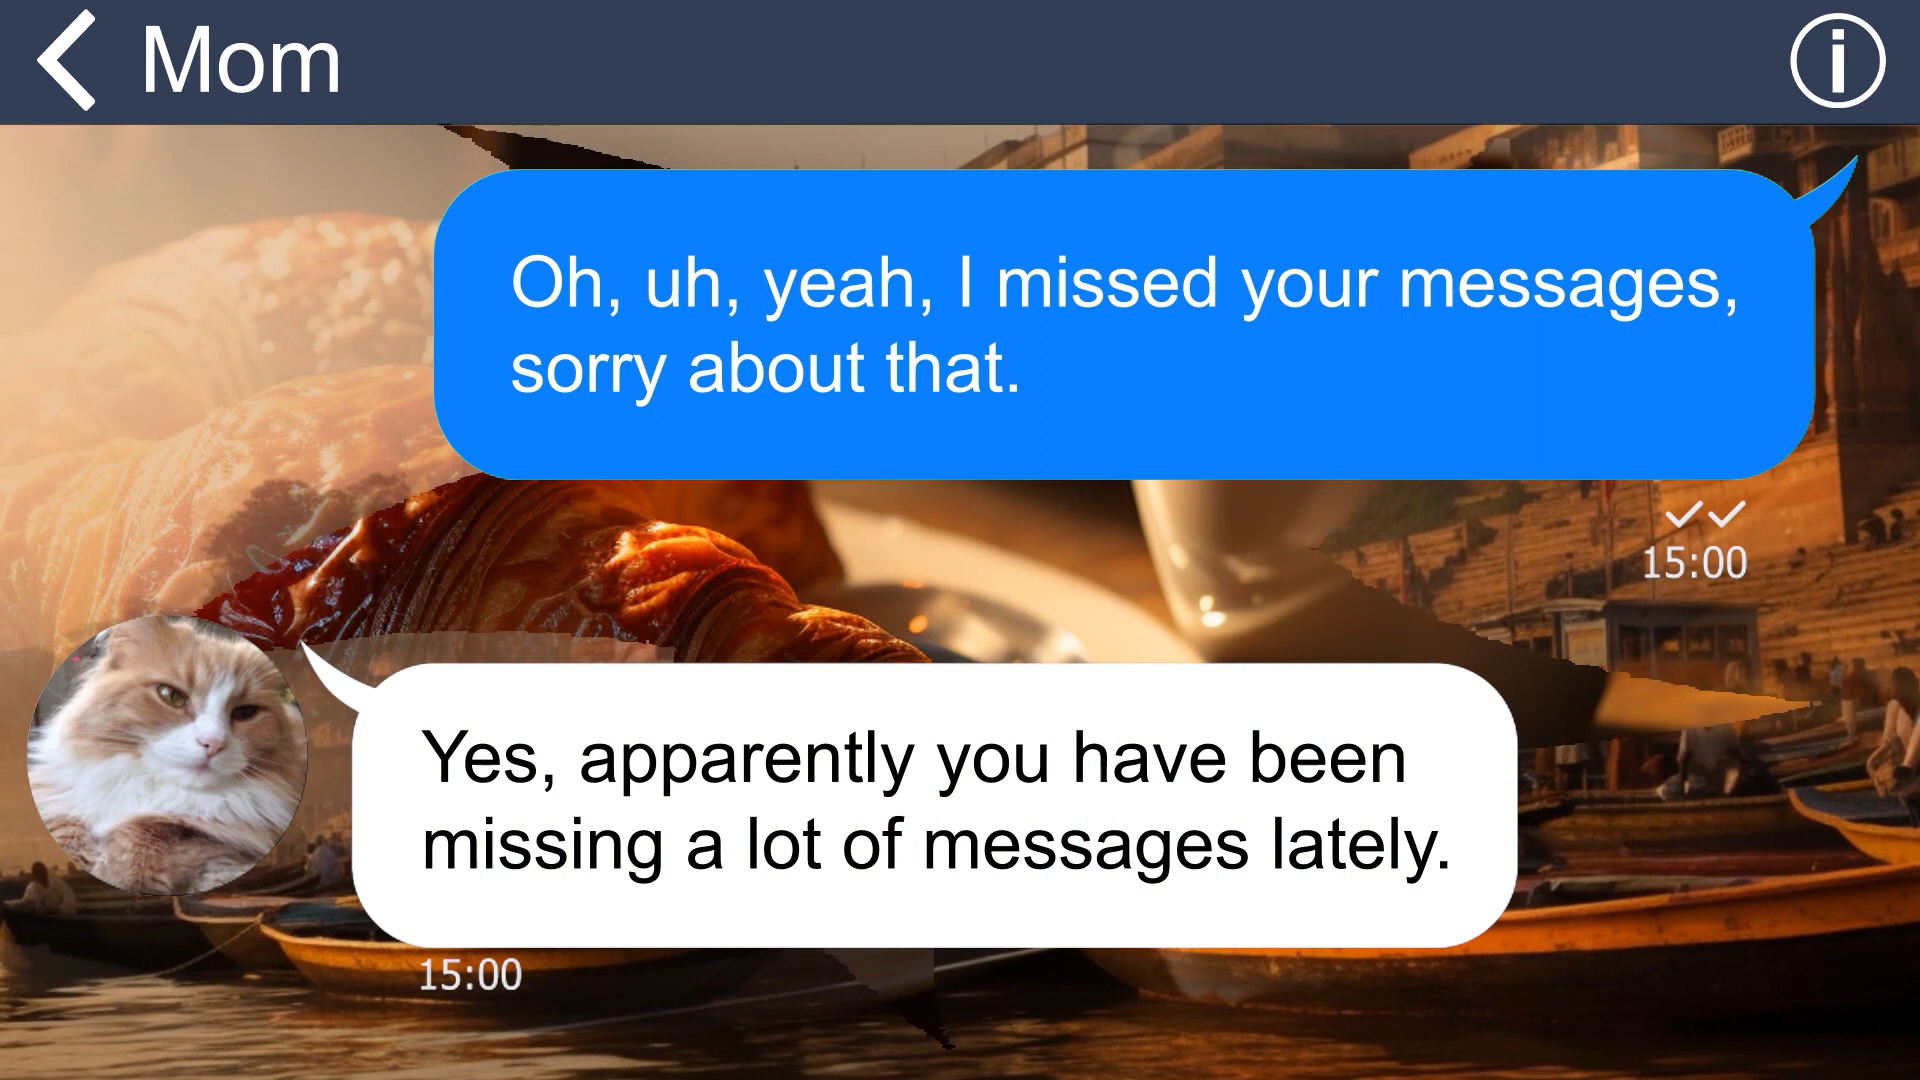 Mom
Oh, uh, yeah, I missed your messages,
sorry about that.
15:00
Yes, apparently you have been
missing a lot of messages lately.
15:00